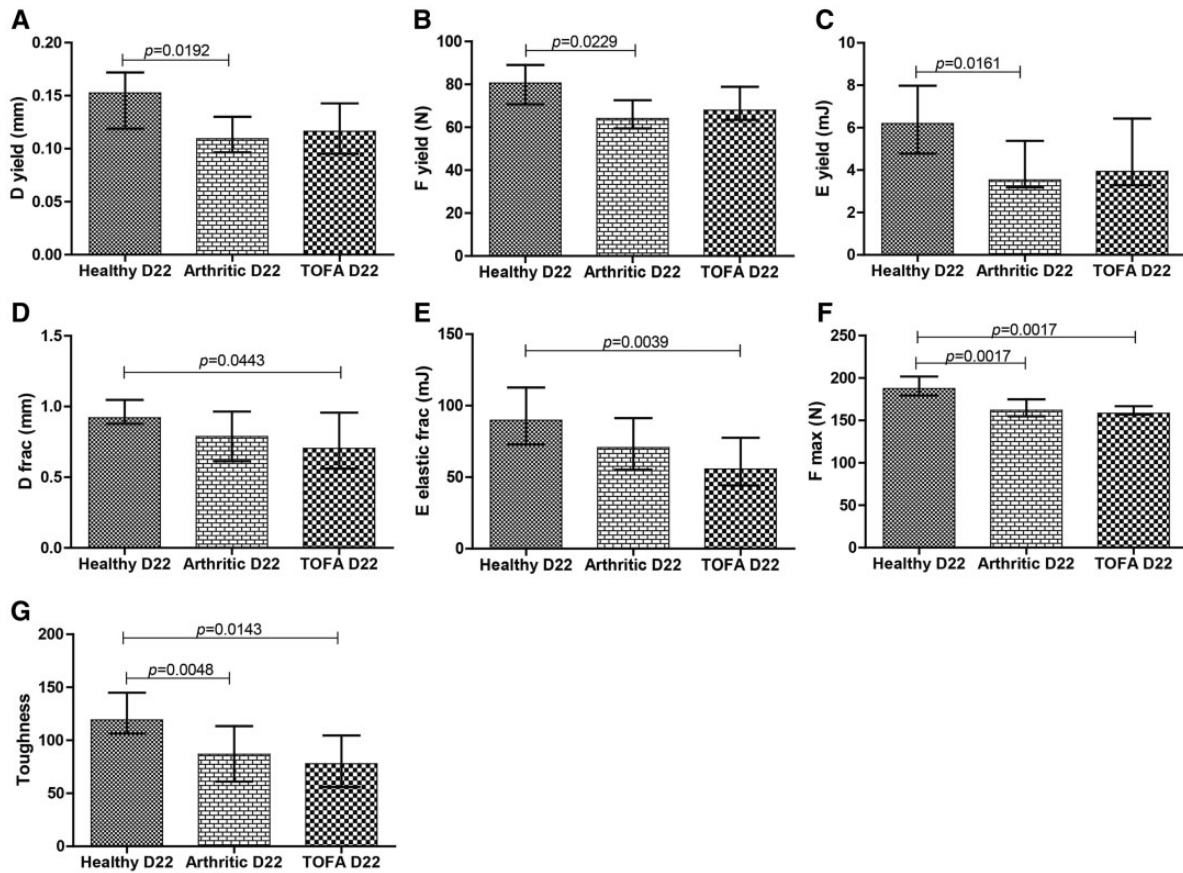 A
D yield (mm)
0.20
0.15
0.10
0.05
0.00
p=0.0192
Healthy D22 Arthritic D22 TOFA D22
B
F yield (N)
100
80
60
40
20
0
p=0.0229
Healthy D22 Arthritic D22 TOFA D22
C
E yield (mJ)
10
8
6
4
2
0
p=0.0161
Healthy D22 Arthritic D22 TOFA D22
D
D frac (mm)
1.5
1.0
0.5
0.0
p=0.0443
Healthy D22 Arthritic D22 TOFA D22
E
E elastic frac (mJ)
150
100
50
0
p=0.0039
Healthy D22 Arthritic D22 TOFA D22
F
F max (N)
250
200
150
100
50
0
p=0.0017
p=0.0017
Healthy D22 Arthritic D22 TOFA D22
G
Toughness
200
150
100
50
0
p=0.0143
p=0.0048
Healthy D22 Arthritic D22 TOFA D22